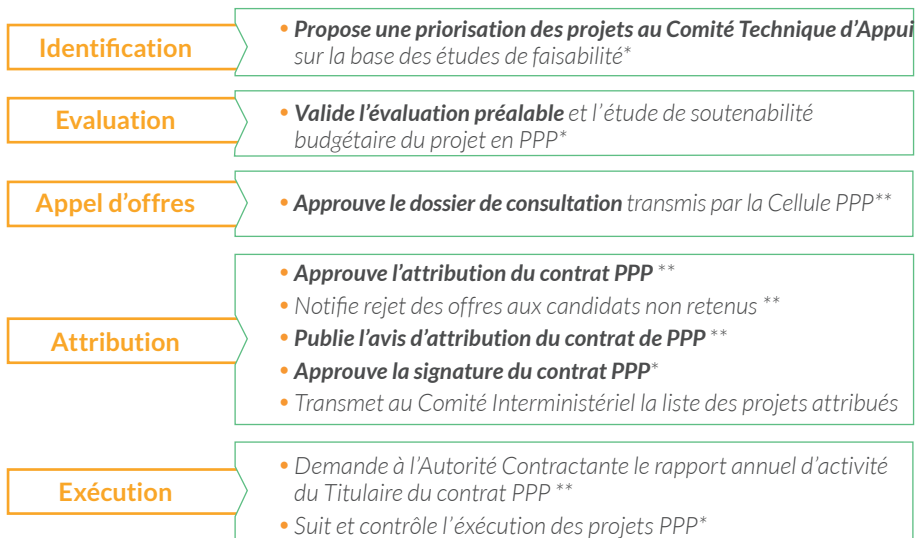 Identification
• Propose une priorisation des projets au Comité Technique d'Appui
sur la base des études de faisabilité*
Evaluation
• Valide l'évaluation préalable et l'étude de soutenabilité
budgétaire du projet en PPP*
Appel d'offres
• Approuve le dossier de consultation transmis par la Cellule PPP**
Attribution
• Approuve l'attribution du contrat PPP **
• Notifie rejet des offres aux candidats non retenus **
• Publie l'avis d'attribution du contrat de PPP **
• Approuve la signature du contrat PPP*
• Transmet au Comité Interministériel la liste des projets attribués
Exécution
• Demande à l'Autorité Contractante le rapport annuel d'activité
du Titulaire du contrat PPP **
• Suit et contrôle l'éxécution des projets PPP*